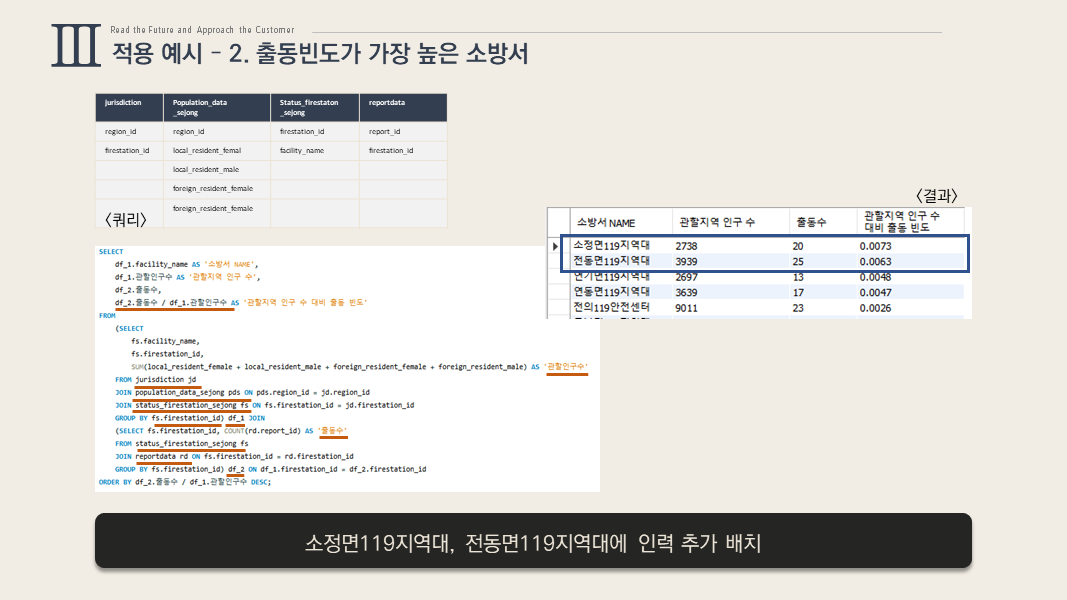 III
Read the Future and Approach the Customer
적용 예시 - 2. 출동빈도가 가장 높은 소방서
jurisdiction Population_data_sejong Status_firestaton_sejong reportdata
region_id region_id firestation_id report_id
firestation_id local_resident_femal facility_name firestation_id
local_resident_male
foreign_resident_female
foreign_resident_female
〈쿼리〉
SELECT
df_1.facility_name AS '소방서 NAME',
df_1.관할인구수 AS '관할지역 인구 수',
df_2.출동수,
df_2.출동수 / df_1.관할인구수 AS '관할지역 인구 수 대비 출동 빈도'
FROM
(SELECT
fs.facility_name,
fs.firestation_id,
SUM(local_resident_female + local_resident_male + foreign_resident_female + foreign_resident_male) AS '관할인구수'
FROM jurisdiction jd
JOIN population_data_sejong pds ON pds.region_id = jd.region_id
JOIN status_firestation_sejong fs ON fs.firestation_id = jd.firestation_id
GROUP BY fs.firestation_id) df_1 JOIN
(SELECT fs.firestation_id, COUNT(rd.report_id) AS '출동수'
FROM status_firestation_sejong fs
JOIN reportdata rd ON fs.firestation_id = rd.firestation_id
GROUP BY fs.firestation_id) df_2 ON df_1.firestation_id = df_2.firestation_id
ORDER BY df_2.출동수 / df_1.관할인구수 DESC;
〈결과〉
소방서 NAME 관할지역 인구 수 출동수 관할지역 인구 수 대비 출동 빈도
소정면119지역대 2738 20 0.0073
전동면119지역대 3939 25 0.0063
연기면119지역대 2697 13 0.0048
연동면119지역대 3639 17 0.0047
전의119안전센터 9011 23 0.0026
소정면119지역대, 전동면119지역대에 인력 추가 배치